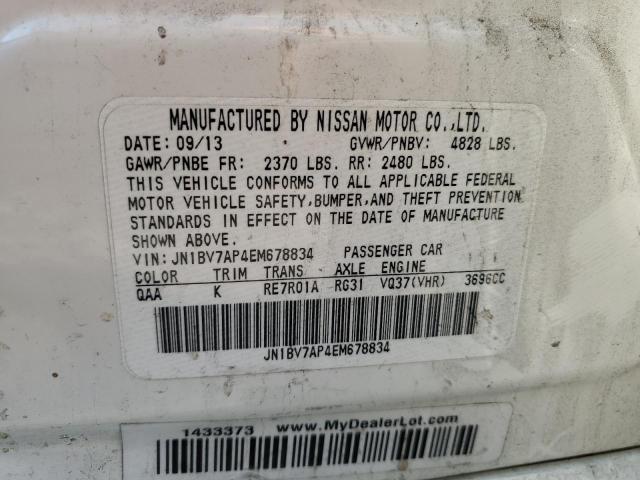 MANUFACTURED BY NISSAN MOTOR CO.,LTD.
DATE: 09/13 GVWR/PNBV: 4828 LBS.
GAWR/PNBE FR: 2370 LBS. RR: 2480 LBS.
THIS VEHICLE CONFORMS TO ALL APPLICABLE FEDERAL
MOTOR VEHICLE SAFETY, BUMPER, AND THEFT PREVENTION
STANDARDS IN EFFECT ON THE DATE OF MANUFACTURE
SHOWN ABOVE.
VIN: JN1BV7AP4EM678834 PASSENGER CAR
COLOR TRIM TRANS AXLE ENGINE
QAA K RE7R01A RG31 VQ37(VHR) 3696CC
JN1BV7AP4EM678834
1433373 www.MyDealerLot.com